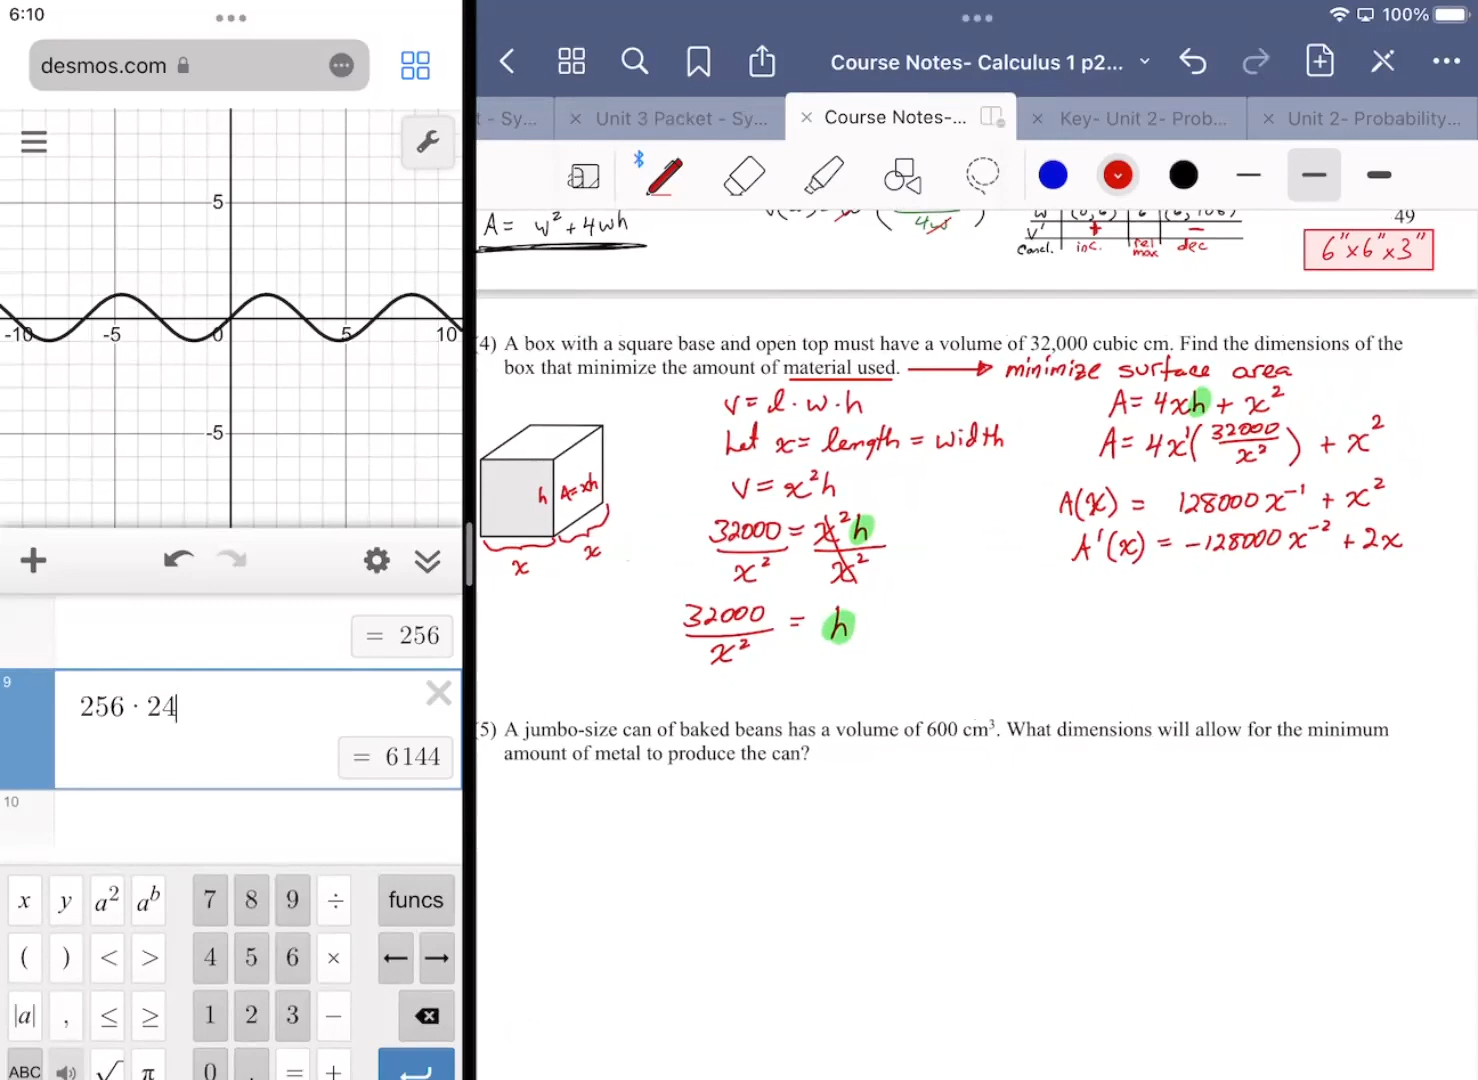 6:10
100%
desmos.com
Course Notes- Calculus 1 p2...
t - Sy...
× Unit 3 Packet - Sy...
× Course Notes-...
× Key- Unit 2- Prob...
× Unit 2- Probability...
5
-10 -5 0 5 10
-5
= 256
9
256 · 24
= 6144
10
x y a² aᵇ 7 8 9 ÷ funcs
( ) < > 4 5 6 × ← →
|a| , ≤ ≥ 1 2 3 −
ABC √ π 0 . = +
A = w² + 4wh
4w
V' + −
Concl. inc. rel max dec
49
6" x 6" x 3"
4) A box with a square base and open top must have a volume of 32,000 cubic cm. Find the dimensions of the
box that minimize the amount of material used. → minimize surface area
h A=xh
x x
V = l · w · h
Let x = length = width
V = x²h
32000/x² = x²h/x²
32000/x² = h
A = 4xh + x²
A = 4x(32000/x²) + x²
A(x) = 128000x⁻¹ + x²
A'(x) = -128000x⁻² + 2x
5) A jumbo-size can of baked beans has a volume of 600 cm³. What dimensions will allow for the minimum
amount of metal to produce the can?